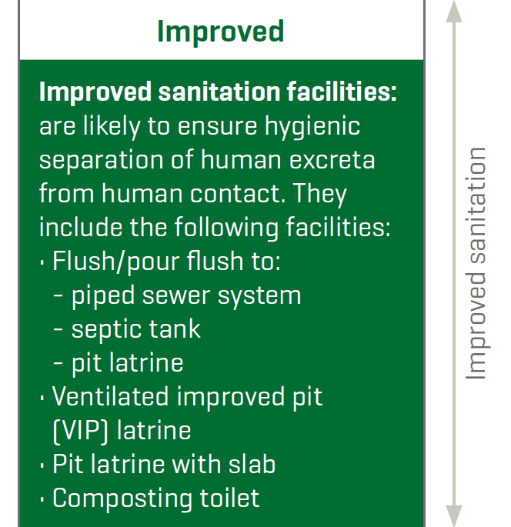 Improved
Improved sanitation facilities:
are likely to ensure hygienic
separation of human excreta
from human contact. They
include the following facilities:
· Flush/pour flush to:
– piped sewer system
– septic tank
– pit latrine
· Ventilated improved pit
(VIP) latrine
· Pit latrine with slab
· Composting toilet
Improved sanitation